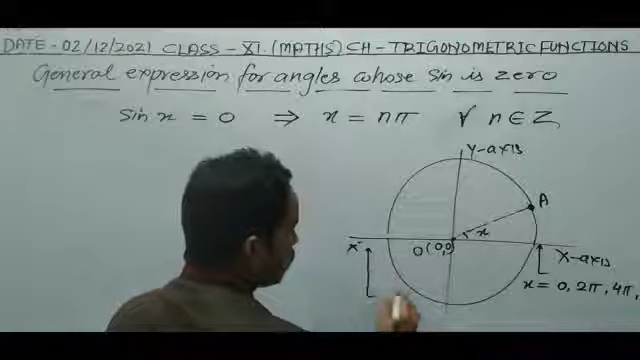 DATE - 02/12/2021 CLASS - XI (MATHS) CH - TRIGONOMETRIC FUNCTIONS
General expression for angles whose Sin is zero
Sin x = 0 ⇒ x = nπ ∀ n ∈ Z
Y-axis
A
x
O(0,0)
X-axis
x = 0, 2π, 4π,